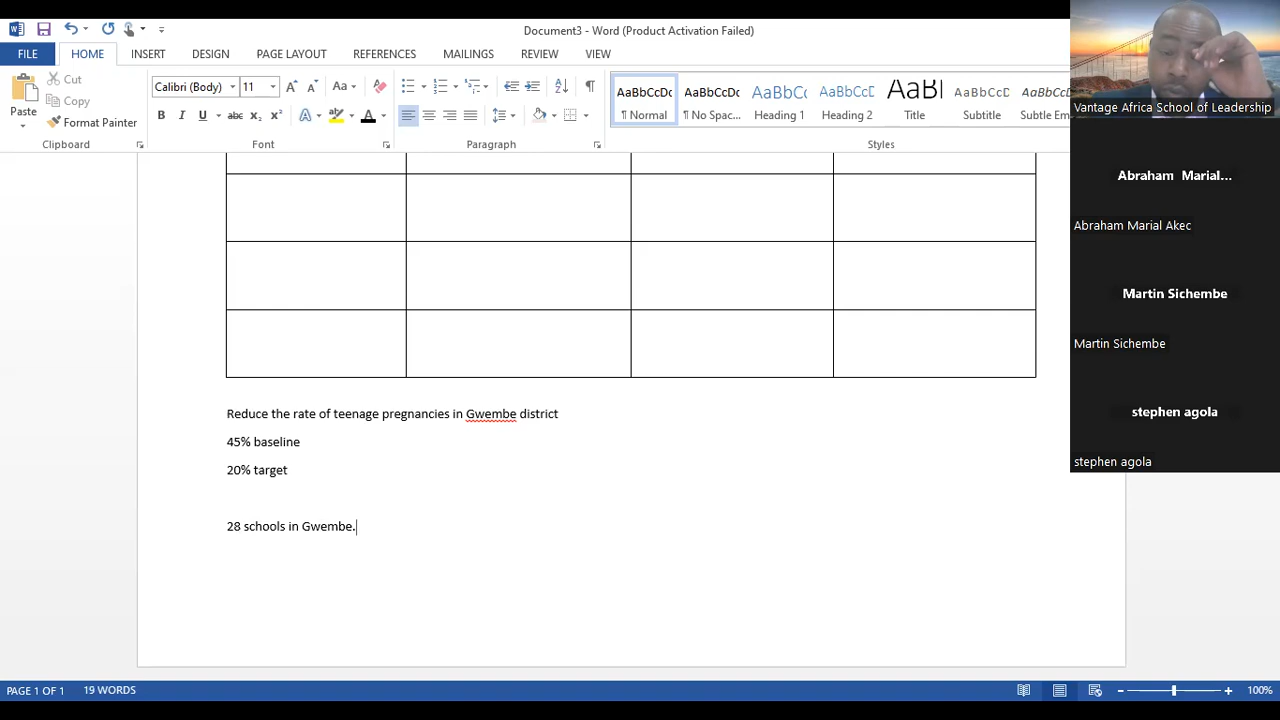 Document3 - Word (Product Activation Failed)
FILE
HOME
INSERT
DESIGN
PAGE LAYOUT
REFERENCES
MAILINGS
REVIEW
VIEW
Paste
Cut
Copy
Format Painter
Clipboard
Calibri (Body)
11
Font
Paragraph
AaBbCcDc
¶ Normal
AaBbCcDc
¶ No Spac...
AaBbCc
Heading 1
AaBbCcD
Heading 2
AaBl
Title
AaBbCcD
Subtitle
AaBbCcD
Subtle Em
Styles
Vantage Africa School of Leadership
Abraham Marial...
Abraham Marial Akec
Martin Sichembe
Martin Sichembe
stephen agola
stephen agola
Reduce the rate of teenage pregnancies in Gwembe district
45% baseline
20% target
28 schools in Gwembe.
PAGE 1 OF 1
19 WORDS
100%